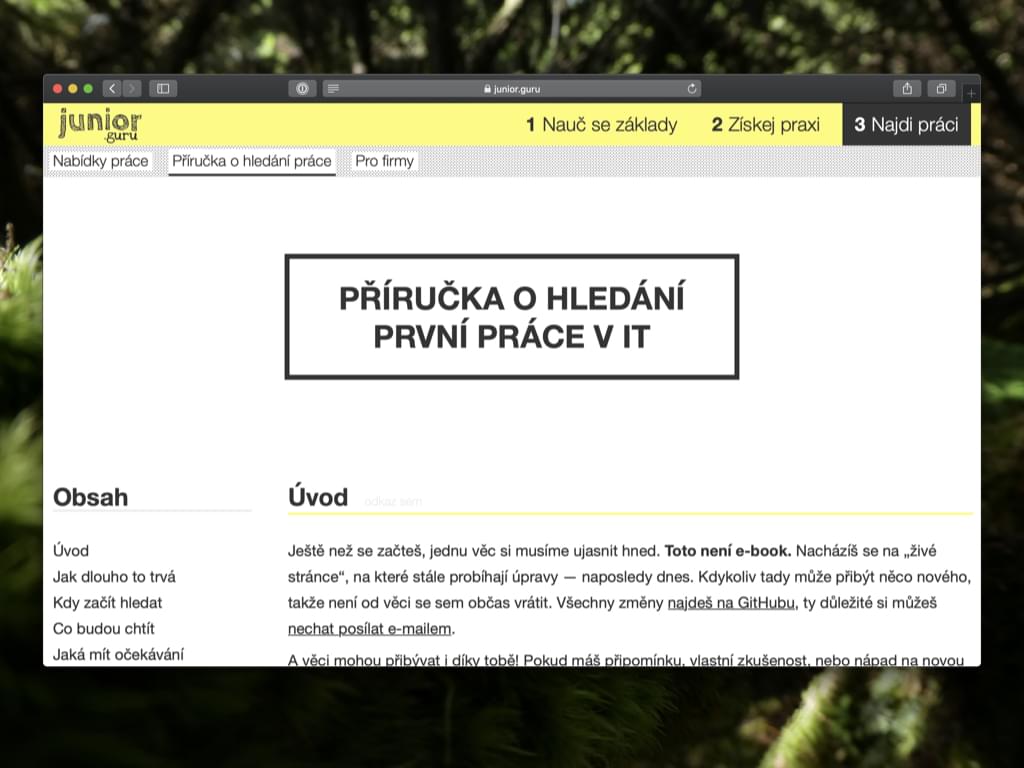 junior.guru
junior
.guru
1 Nauč se základy
2 Získej praxi
3 Najdi práci
Nabídky práce
Příručka o hledání práce
Pro firmy
PŘÍRUČKA O HLEDÁNÍ
PRVNÍ PRÁCE V IT
Obsah
Úvod
Jak dlouho to trvá
Kdy začít hledat
Co budou chtít
Jaká mít očekávání
Úvod odkaz sem
Ještě než se začteš, jednu věc si musíme ujasnit hned. Toto není e-book. Nacházíš se na „živé
stránce“, na které stále probíhají úpravy — naposledy dnes. Kdykoliv tady může přibýt něco nového,
takže není od věci se sem občas vrátit. Všechny změny najdeš na GitHubu, ty důležité si můžeš
nechat posílat e-mailem.
A věci mohou přibývat i díky tobě! Pokud máš připomínku, vlastní zkušenost, nebo nápad na novou